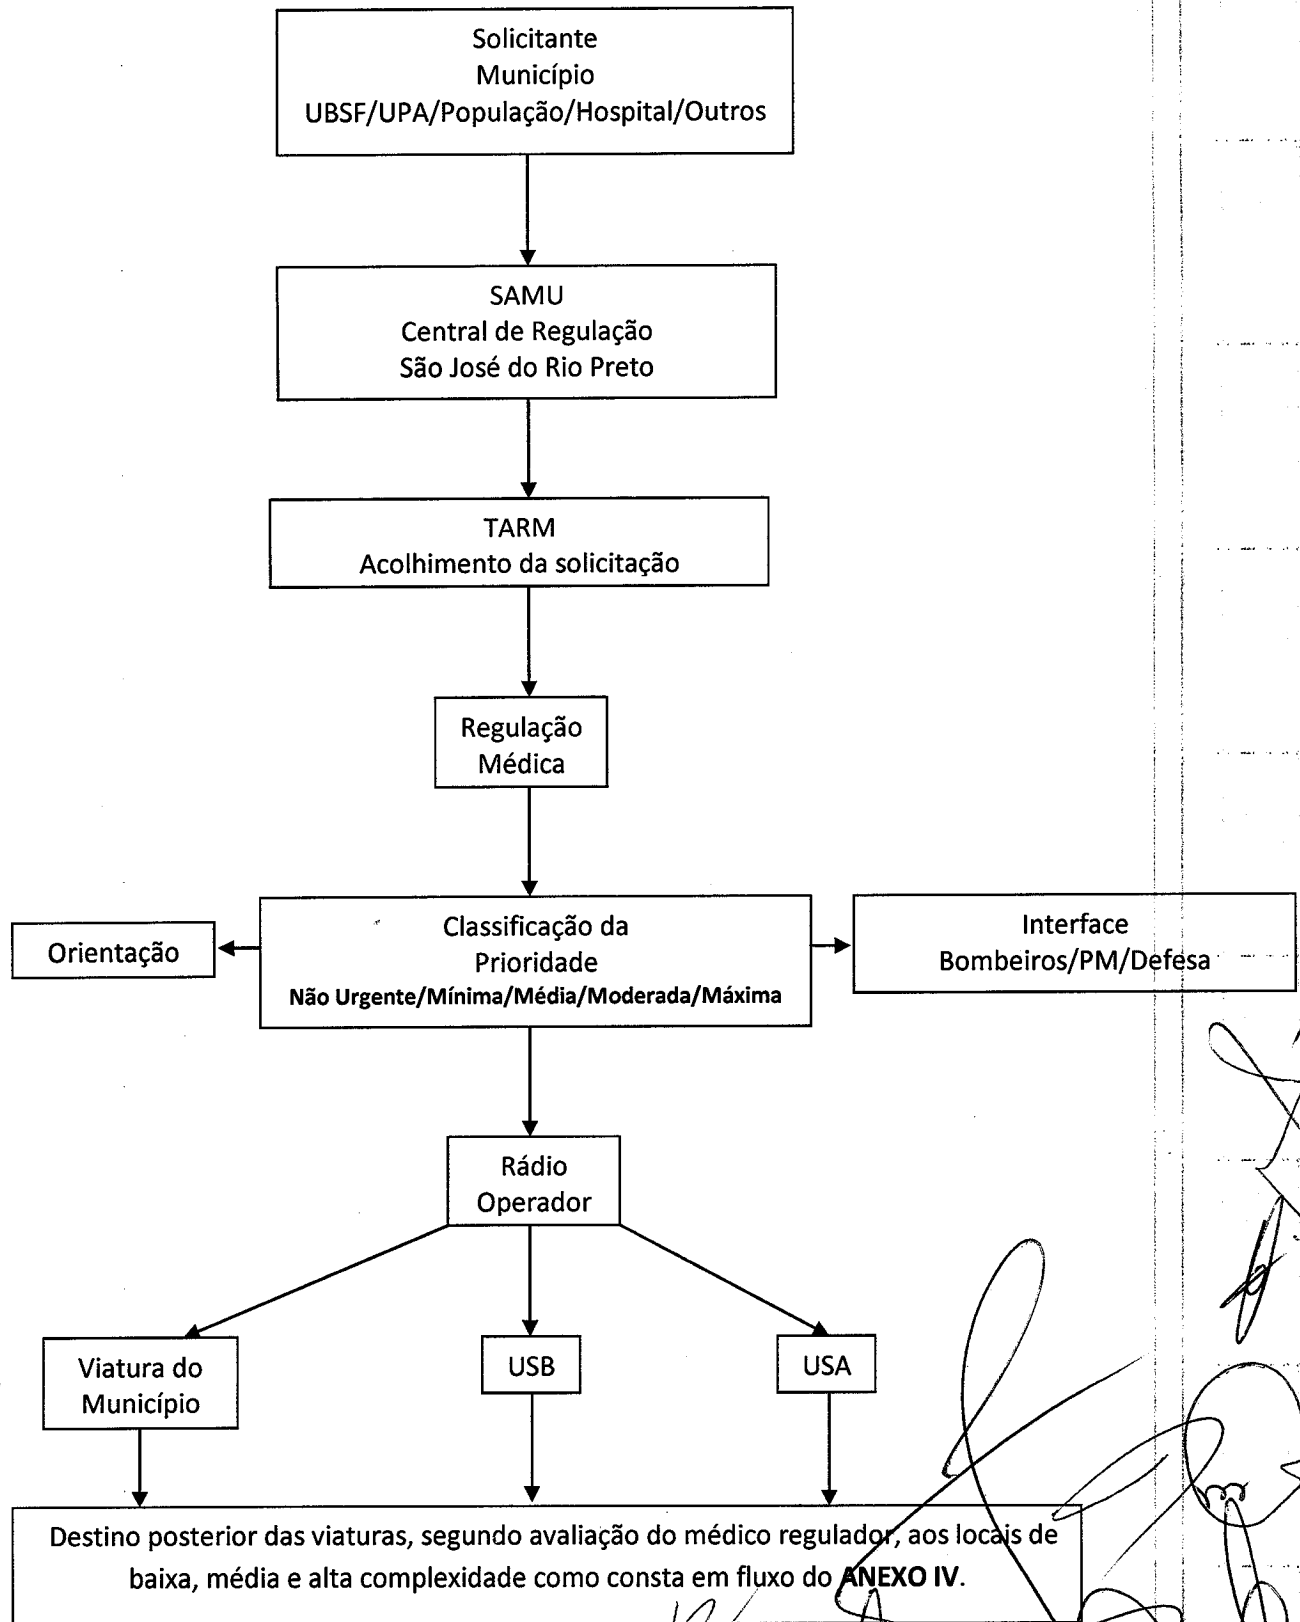 Solicitante
Município
UBSF/UPA/População/Hospital/Outros
SAMU
Central de Regulação
São José do Rio Preto
TARM
Acolhimento da solicitação
Regulação
Médica
Orientação
Classificação da
Prioridade
Não Urgente/Mínima/Média/Moderada/Máxima
Interface
Bombeiros/PM/Defesa
Rádio
Operador
Viatura do
Município
USB
USA
Destino posterior das viaturas, segundo avaliação do médico regulador, aos locais de
baixa, média e alta complexidade como consta em fluxo do ANEXO IV.